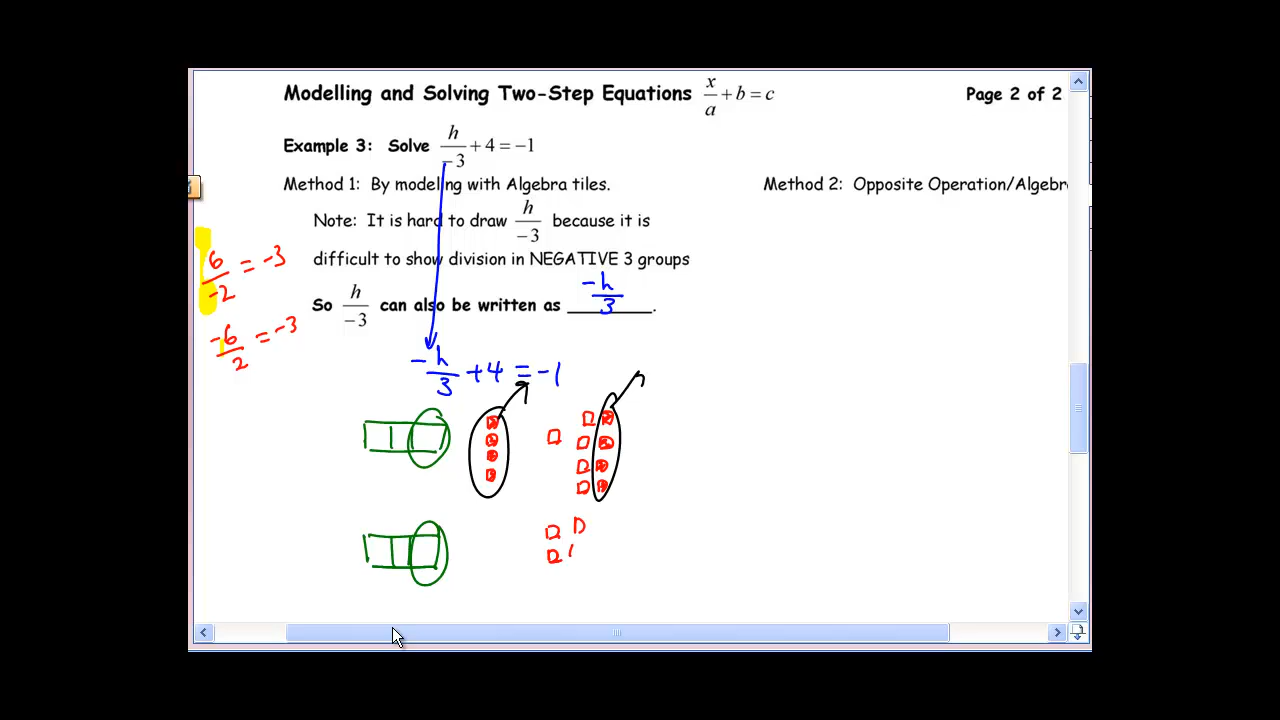 Modelling and Solving Two-Step Equations x/a + b = c Page 2 of 2
Example 3: Solve h/-3 + 4 = -1
Method 1: By modeling with Algebra tiles. Method 2: Opposite Operation/Algebr
Note: It is hard to draw h/-3 because it is
difficult to show division in NEGATIVE 3 groups
6/-2 = -3
So h/-3 can also be written as -h/3.
-6/2 = -3
-h/3 + 4 = -1